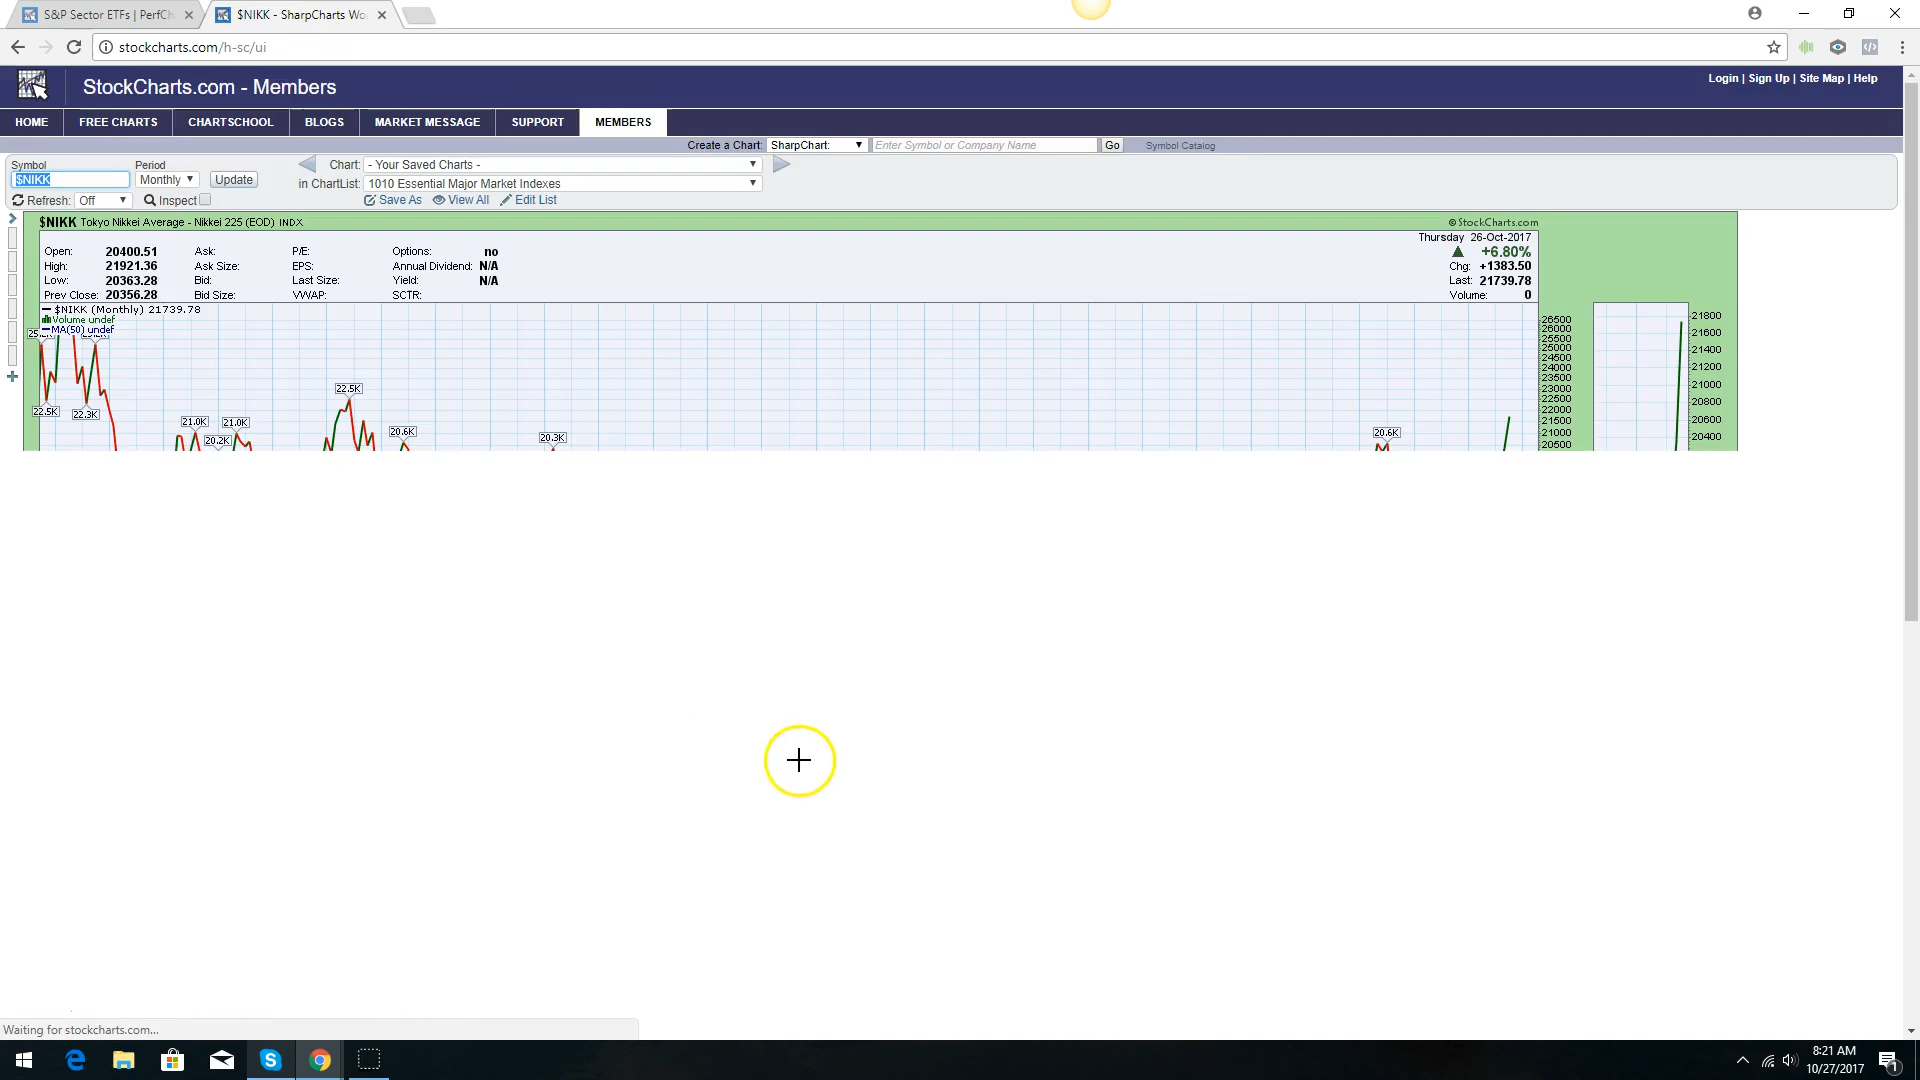 S&P Sector ETFs | PerfCh
$NIKK - SharpCharts Wo
stockcharts.com/h-sc/ui
StockCharts.com - Members
Login | Sign Up | Site Map | Help
HOME FREE CHARTS CHARTSCHOOL BLOGS MARKET MESSAGE SUPPORT MEMBERS
Create a Chart: SharpChart: Enter Symbol or Company Name Go Symbol Catalog
Symbol Period Chart: - Your Saved Charts -
$NIKK Monthly Update in ChartList: 1010 Essential Major Market Indexes
Refresh: Off Inspect Save As View All Edit List
$NIKK Tokyo Nikkei Average - Nikkei 225 (EOD) INDX © StockCharts.com
Thursday 26-Oct-2017
Open: 20400.51 Ask: P/E: Options: no +6.80%
High: 21921.36 Ask Size: EPS: Annual Dividend: N/A Chg: +1383.50
Low: 20363.28 Bid: Last Size: Yield: N/A Last: 21739.78
Prev Close: 20356.28 Bid Size: VWAP: SCTR: Volume: 0
$NIKK (Monthly) 21739.78
Volume undef
MA(50) undef
22.5K
22.3K
21.0K
20.2K
21.0K
22.5K
20.6K
20.3K
20.6K
26500
26000
25500
25000
24500
24000
23500
23000
22500
22000
21500
21000
20500
21800
21600
21400
21200
21000
20800
20600
20400
Waiting for stockcharts.com...
8:21 AM
10/27/2017
1